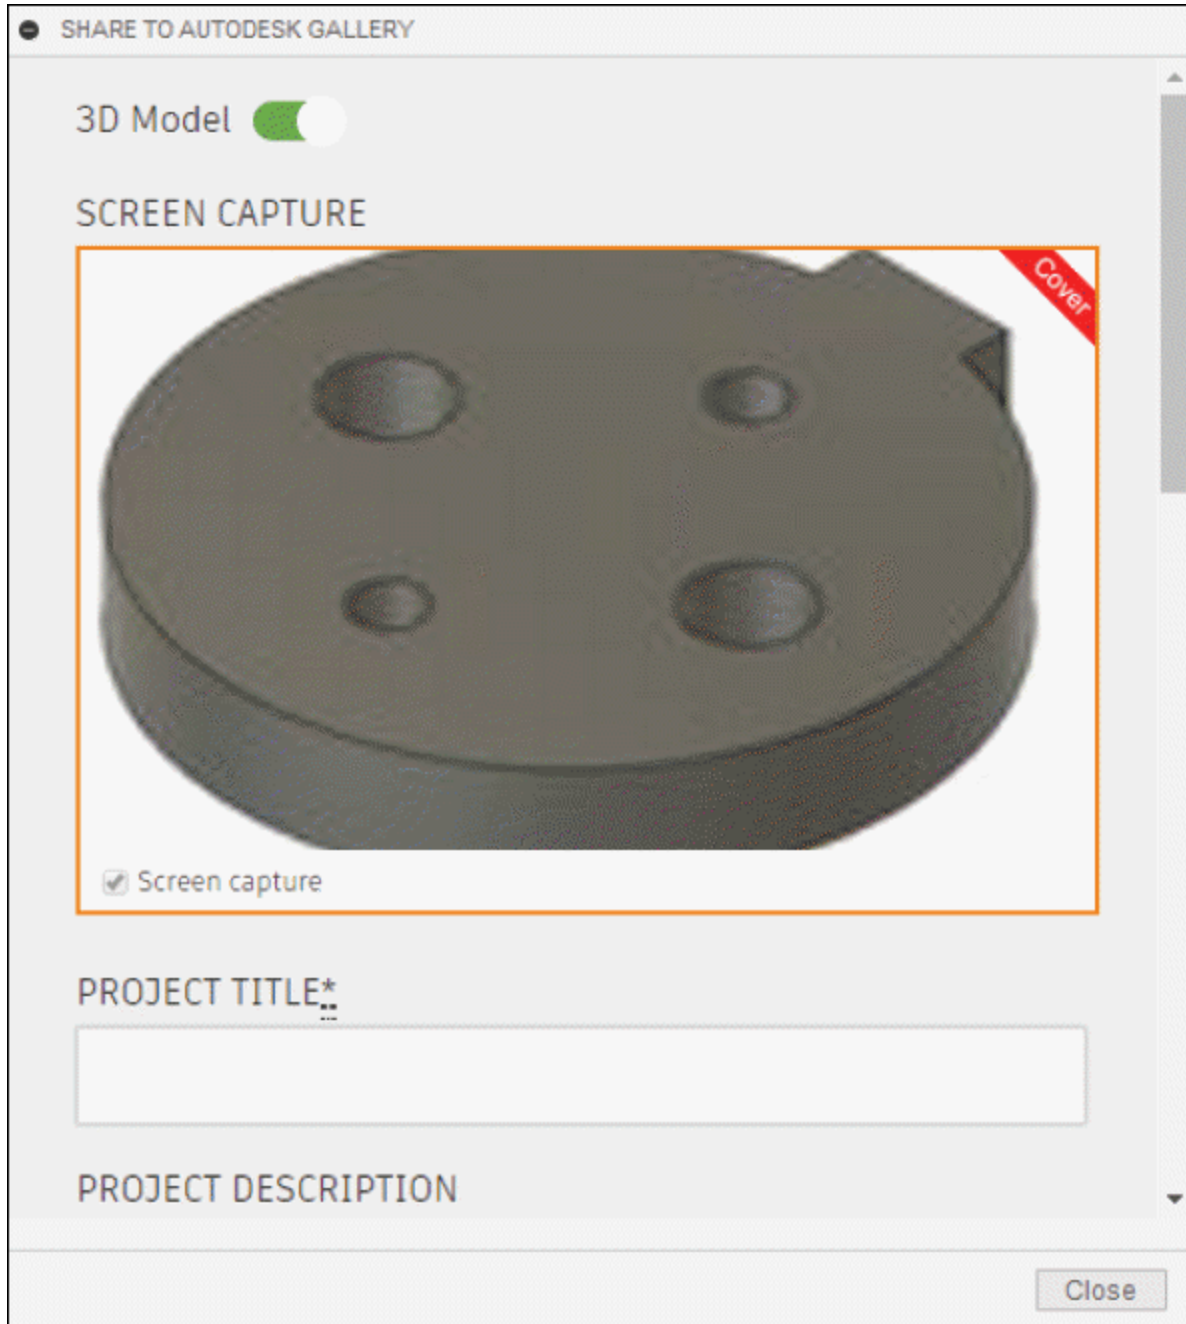 SHARE TO AUTODESK GALLERY
3D Model
SCREEN CAPTURE
Cover
Screen capture
PROJECT TITLE*
PROJECT DESCRIPTION
Close